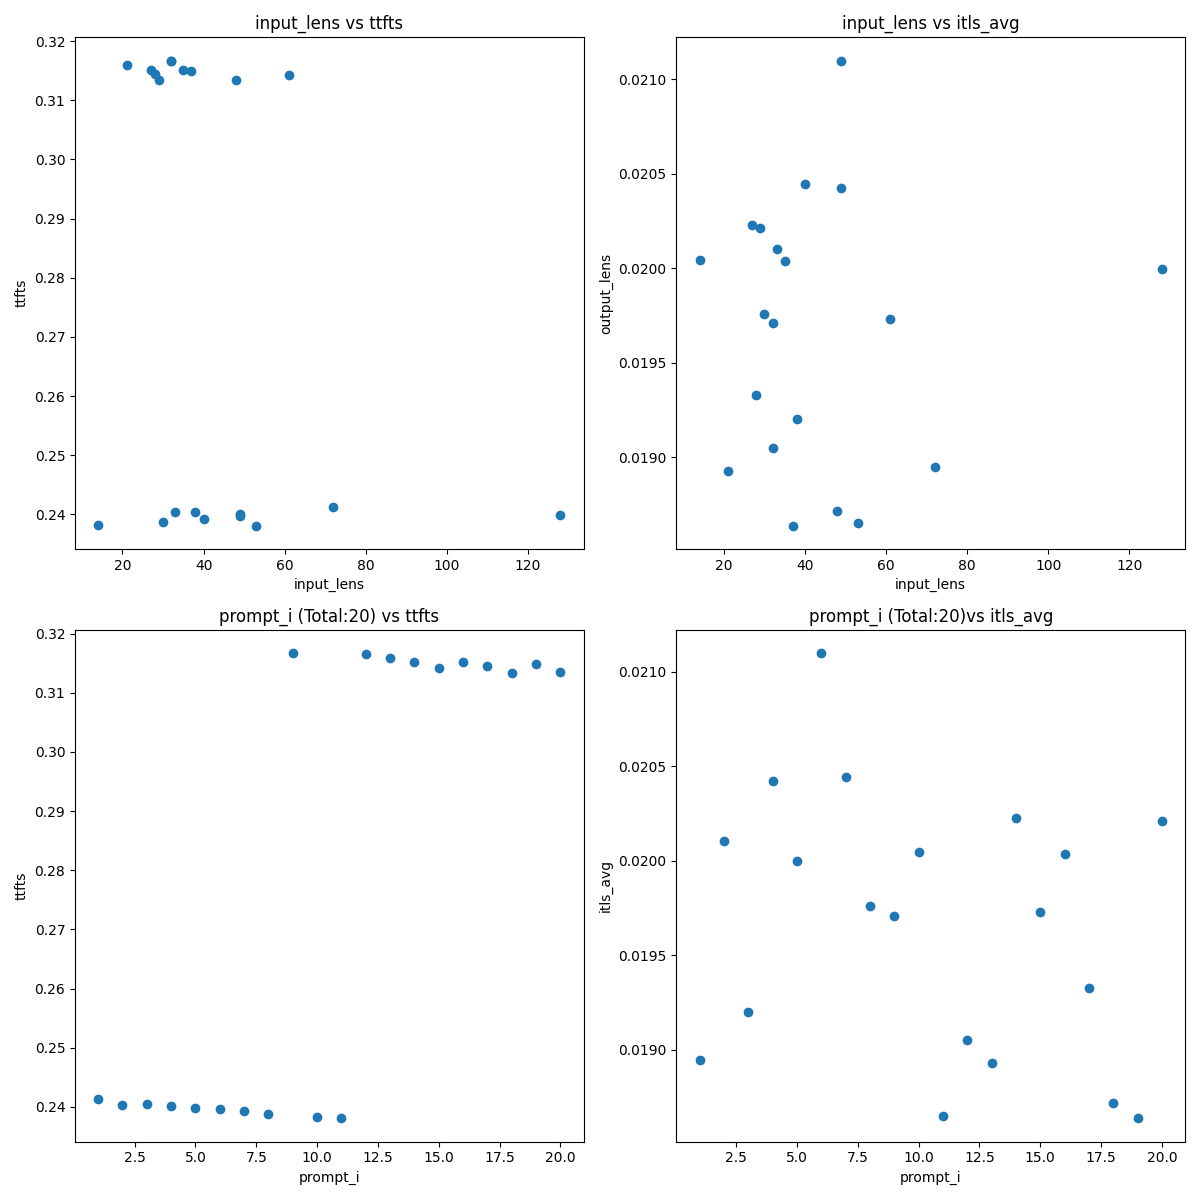 input_lens vs ttfts
0.32
0.31
0.30
0.29
0.28
0.27
0.26
0.25
0.24
ttfts
20 40 60 80 100 120
input_lens
input_lens vs itls_avg
0.0210
0.0205
0.0200
0.0195
0.0190
output_lens
20 40 60 80 100 120
input_lens
prompt_i (Total:20) vs ttfts
0.32
0.31
0.30
0.29
0.28
0.27
0.26
0.25
0.24
ttfts
2.5 5.0 7.5 10.0 12.5 15.0 17.5 20.0
prompt_i
prompt_i (Total:20)vs itls_avg
0.0210
0.0205
0.0200
0.0195
0.0190
itls_avg
2.5 5.0 7.5 10.0 12.5 15.0 17.5 20.0
prompt_i